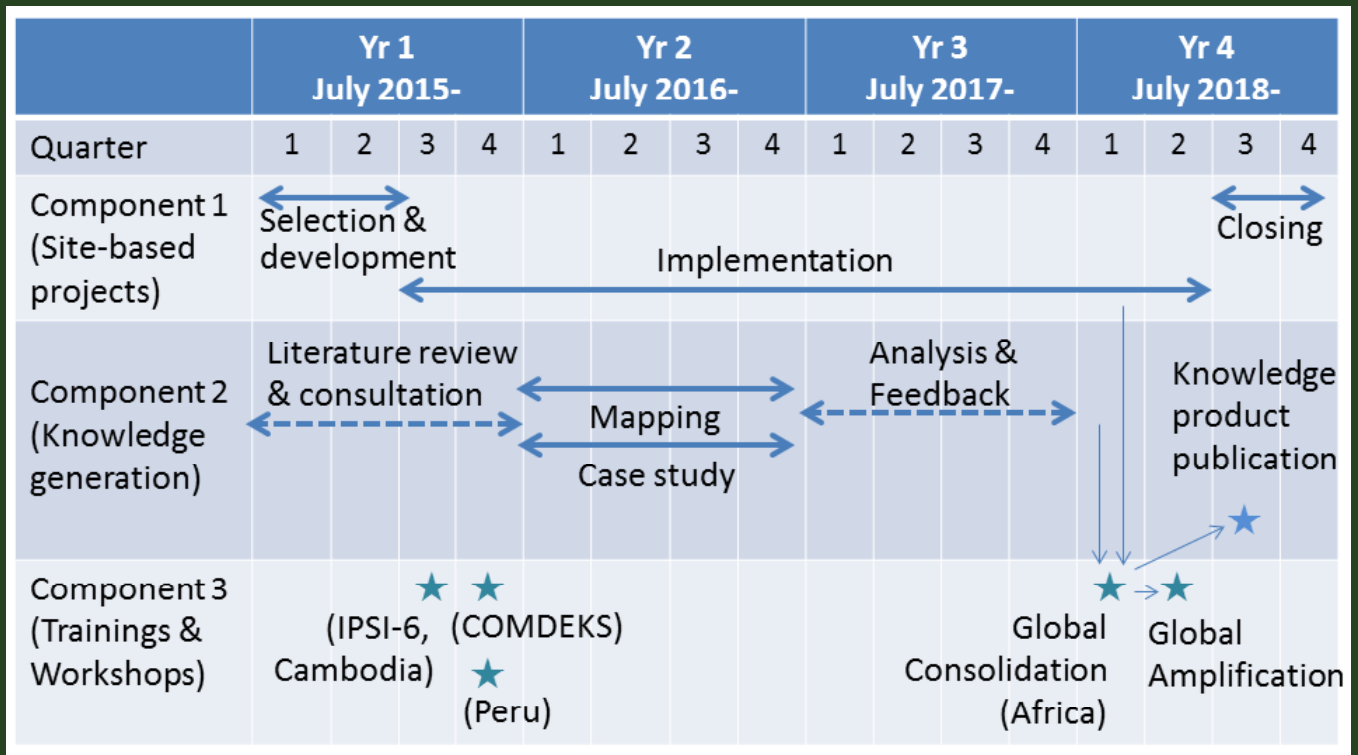 Yr 1
July 2015-
Yr 2
July 2016-
Yr 3
July 2017-
Yr 4
July 2018-
Quarter 1 2 3 4 1 2 3 4 1 2 3 4 1 2 3 4
Component 1
(Site-based
projects)
Selection &
development
Implementation
Closing
Component 2
(Knowledge
generation)
Literature review
& consultation
Mapping
Case study
Analysis &
Feedback
Knowledge
product
publication
Component 3
(Trainings &
Workshops)
(IPSI-6,
Cambodia)
(COMDEKS)
(Peru)
Global
Consolidation
(Africa)
Global
Amplification